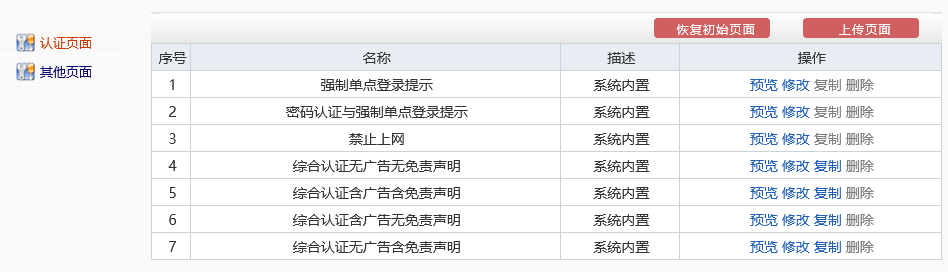 认证页面
其他页面
恢复初始页面 上传页面
序号 名称 描述 操作
1 强制单点登录提示 系统内置 预览 修改 复制 删除
2 密码认证与强制单点登录提示 系统内置 预览 修改 复制 删除
3 禁止上网 系统内置 预览 修改 复制 删除
4 综合认证无广告无免责声明 系统内置 预览 修改 复制 删除
5 综合认证含广告含免责声明 系统内置 预览 修改 复制 删除
6 综合认证含广告无免责声明 系统内置 预览 修改 复制 删除
7 综合认证无广告含免责声明 系统内置 预览 修改 复制 删除